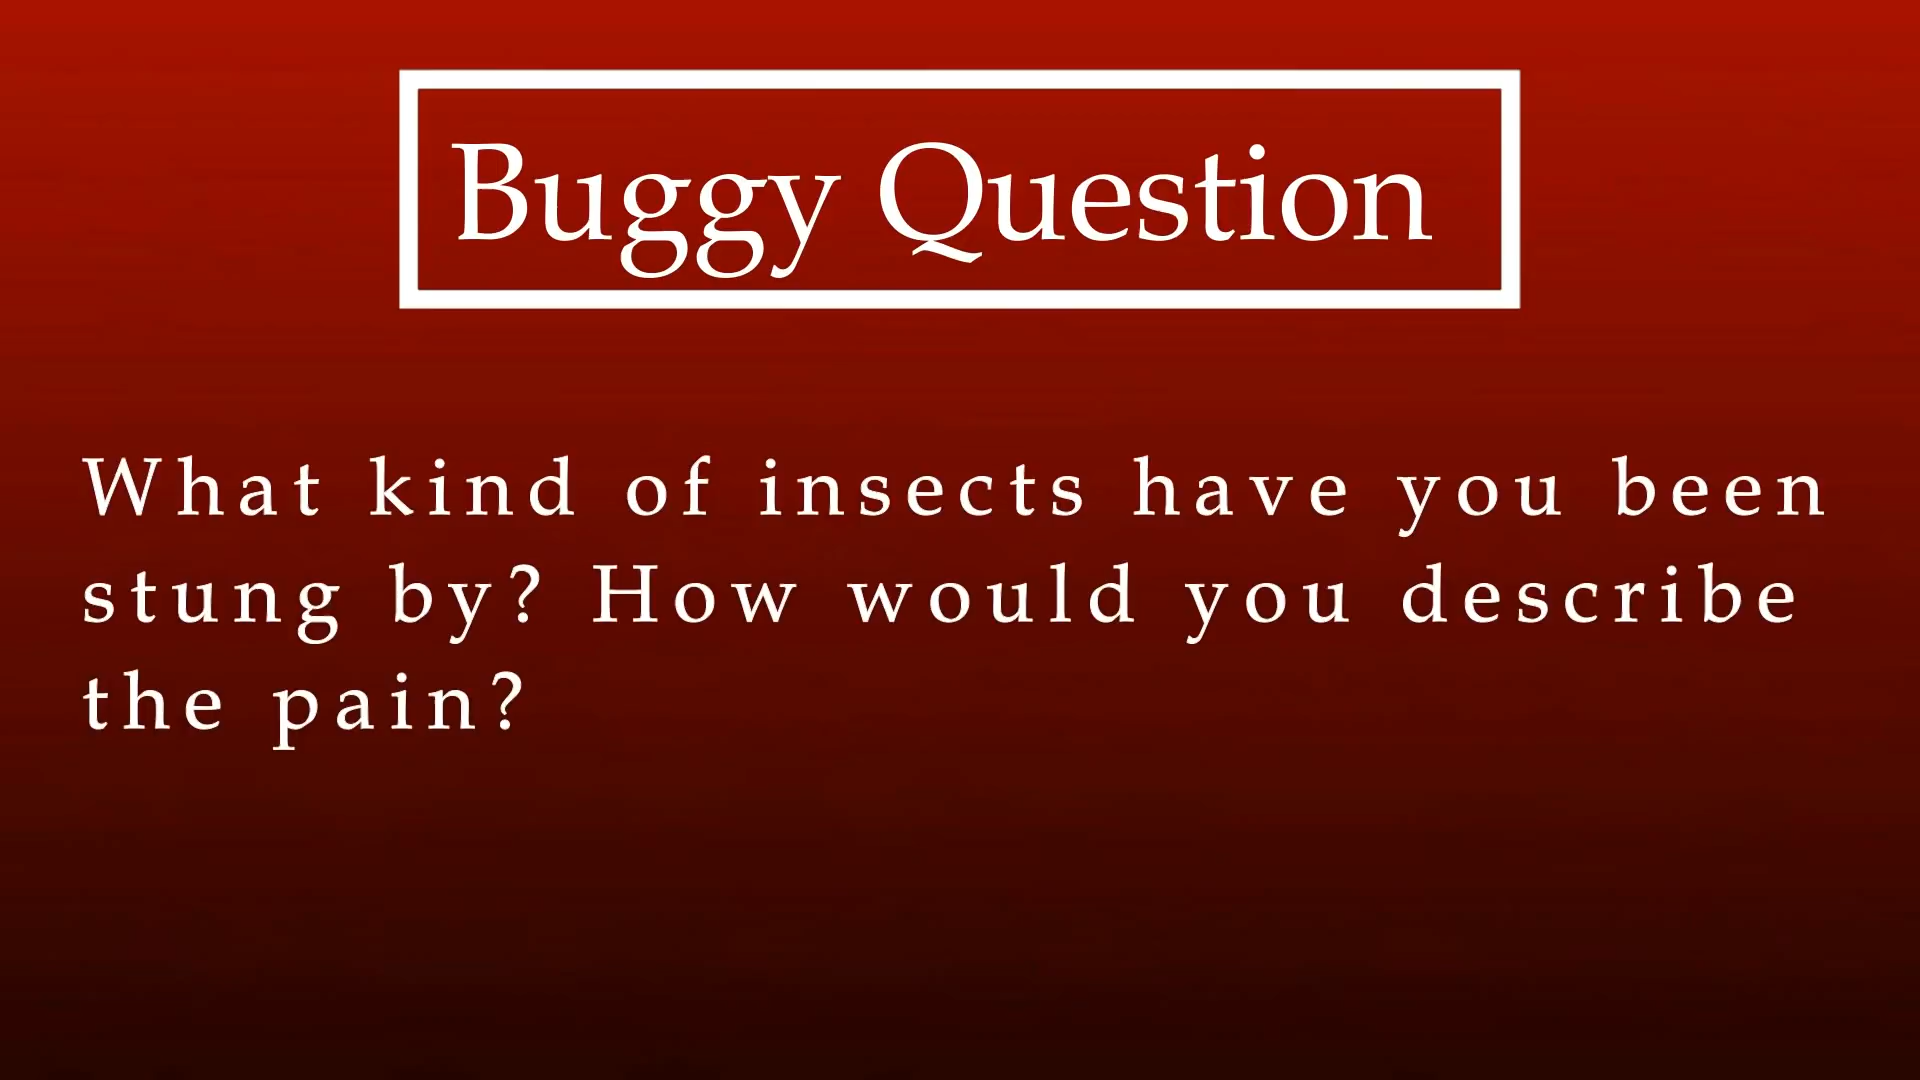 Buggy Question
What kind of insects have you been
stung by? How would you describe
the pain?